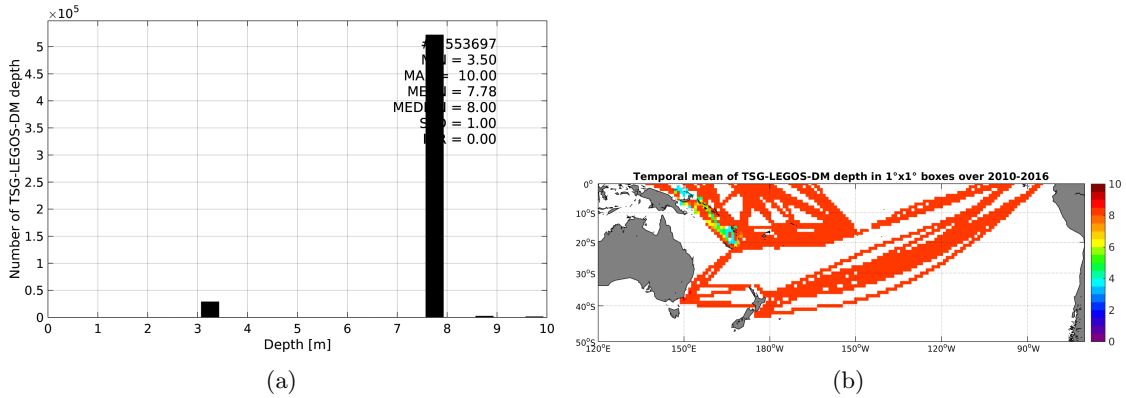 ×10⁵
5
4.5
4
3.5
3
2.5
2
1.5
1
0.5
0
Number of TSG-LEGOS-DM depth
553697
= 3.50
= 10.00
= 7.78
= 8.00
= 1.00
= 0.00
0 1 2 3 4 5 6 7 8 9 10
Depth [m]
(a)
Temporal mean of TSG-LEGOS-DM depth in 1°x1° boxes over 2010-2016
0°
10°S
20°S
30°S
40°S
50°S
120°E 150°E 180°W 150°W 120°W 90°W
10
8
6
4
2
0
(b)